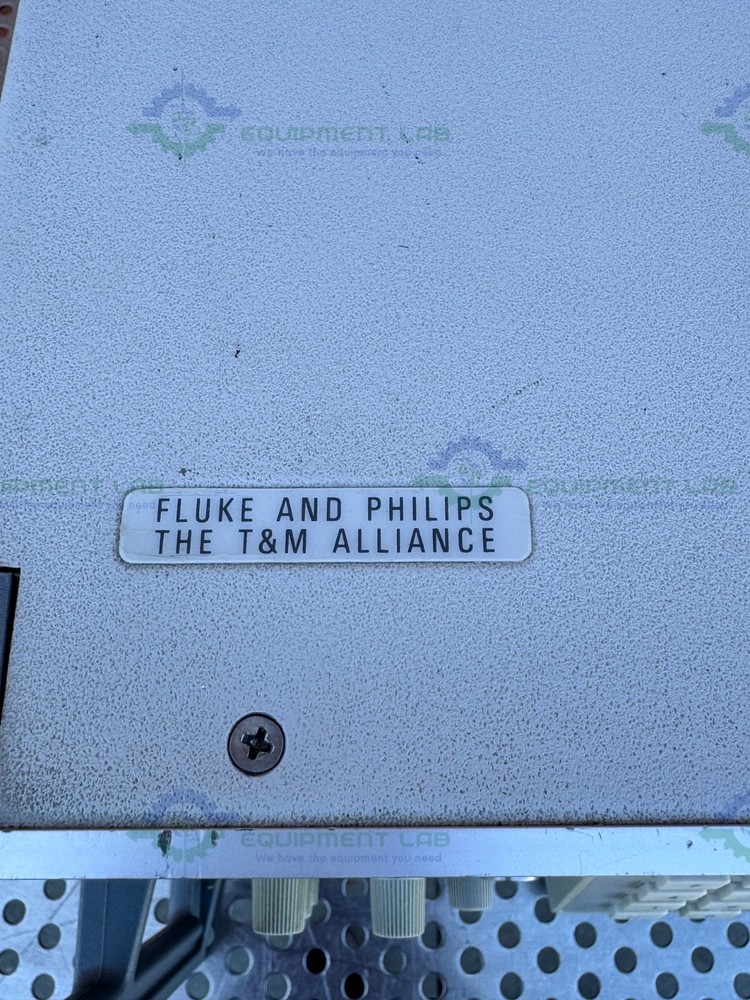 EQUIPMENT LAB
We have the equipment you need
EQUIPMENT LAB
FLUKE AND PHILIPS
THE T&M ALLIANCE
EQUIPMENT LAB
We have the equipment you need